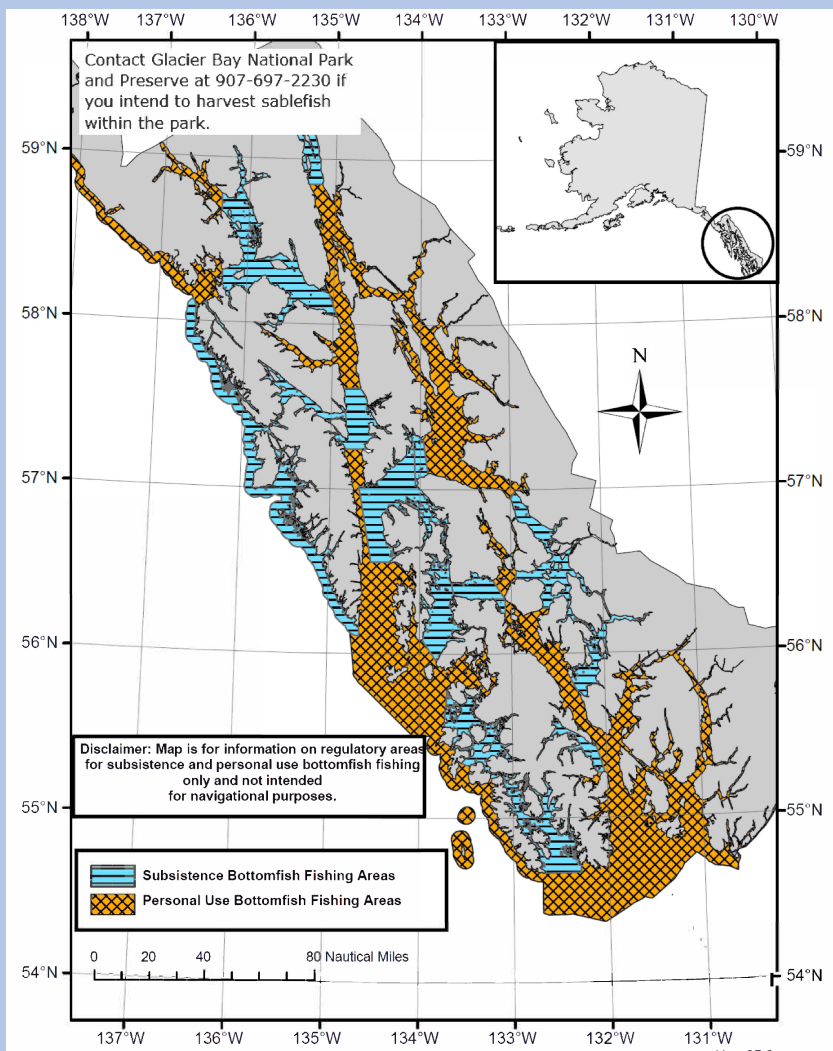 138°W 137°W 136°W 135°W 134°W 133°W 132°W 131°W 130°W
Contact Glacier Bay National Park
and Preserve at 907-697-2230 if
you intend to harvest sablefish
within the park.
59°N 59°N
58°N 58°N
N
57°N 57°N
56°N 56°N
Disclaimer: Map is for information on regulatory areas
for subsistence and personal use bottomfish fishing
only and not intended
for navigational purposes.
55°N 55°N
Subsistence Bottomfish Fishing Areas
Personal Use Bottomfish Fishing Areas
0 20 40 80 Nautical Miles
54°N 54°N
137°W 136°W 135°W 134°W 133°W 132°W 131°W